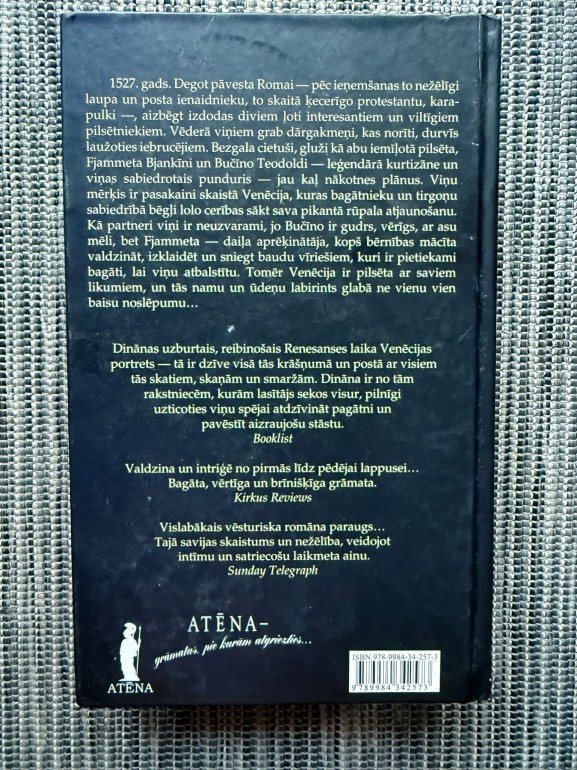 1527. gads. Degot pāvesta Romai — pēc ieņemšanas to nežēlīgi
laupa un posta ienaidnieku, to skaitā ķecerīgo protestantu, kara-
pulki —, aizbēgt izdodas diviem ļoti interesantiem un viltīgiem
pilsētniekiem. Vēderā viņiem grab dārgakmeņi, kas norīti, durvīs
laužoties iebrucējiem. Bezgala cietuši, gluži kā abu iemīļotā pilsēta,
Fjammeta Bjankīni un Bučīno Teodoldi — leģendārā kurtizāne un
viņas sabiedrotais punduris — jau kaļ nākotnes plānus. Viņu
mērķis ir pasakaini skaistā Venēcija, kuras bagātnieku un tirgoņu
sabiedrībā bēgļi lolo cerības sākt sava pikantā rūpala atjaunošanu.
Kā partneri viņi ir neuzvarami, jo Bučīno ir gudrs, vērīgs, ar asu
mēli, bet Fjammeta — daiļa aprēķinātāja, kopš bērnības mācīta
valdzināt, izklaidēt un sniegt baudu vīriešiem, kuri ir pietiekami
bagāti, lai viņu atbalstītu. Tomēr Venēcija ir pilsēta ar saviem
likumiem, un tās namu un ūdeņu labirints glabā ne vienu vien
baisu noslēpumu...
Dinānas uzburtais, reibinošais Renesanses laika Venēcijas
portrets — tā ir dzīve visā tās krāšņumā un postā ar visiem
tās skatiem, skaņām un smaržām. Dināna ir no tām
rakstniecēm, kurām lasītājs sekos visur, pilnīgi
uzticoties viņu spējai atdzīvināt pagātni un
pavēstīt aizraujošu stāstu.
Booklist
Valdzina un intriģē no pirmās līdz pēdējai lappusei...
Bagāta, vērtīga un brīnišķīga grāmata.
Kirkus Reviews
Vislabākais vēsturiska romāna paraugs...
Tajā savijas skaistums un nežēlība, veidojot
intīmu un satriecošu laikmeta ainu.
Sunday Telegraph
ATĒNA–
grāmatas, pie kurām atgriezties...
ATĒNA
ISBN 978-9984-34-257-3
9789984342573